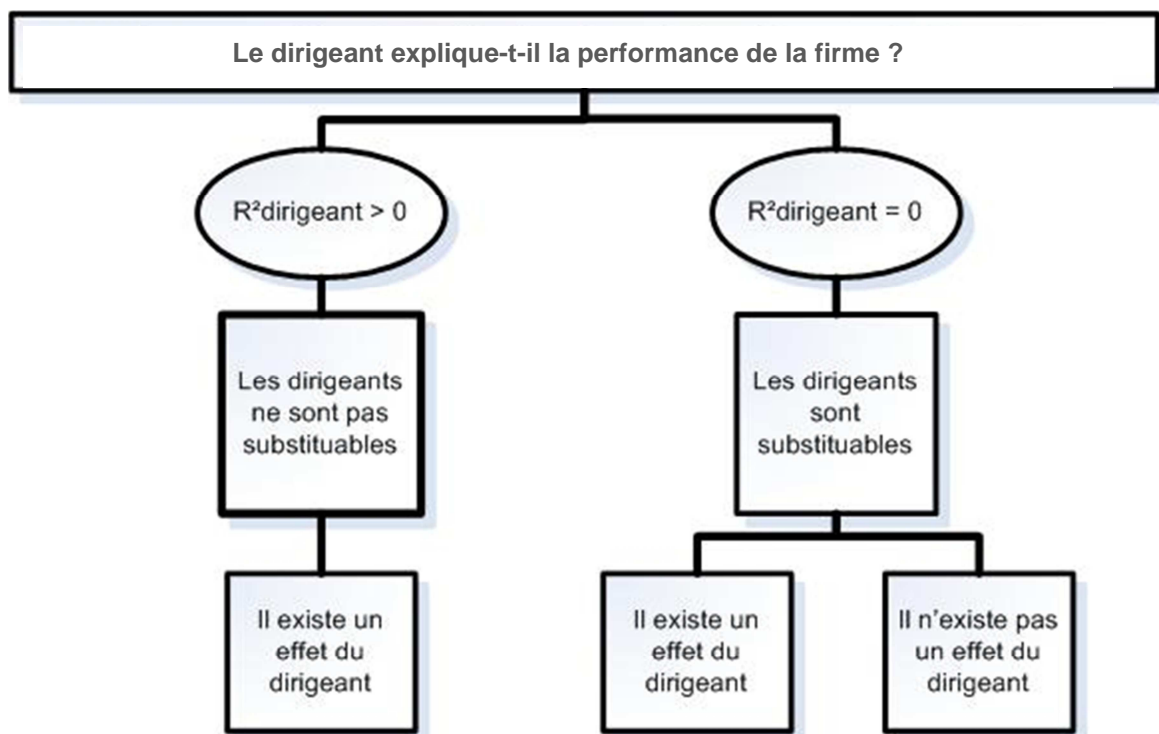 Le dirigeant explique-t-il la performance de la firme ?
R²dirigeant > 0
R²dirigeant = 0
Les dirigeants
ne sont pas
substituables
Les dirigeants
sont
substituables
Il existe un
effet du
dirigeant
Il existe un
effet du
dirigeant
Il n'existe pas
un effet du
dirigeant